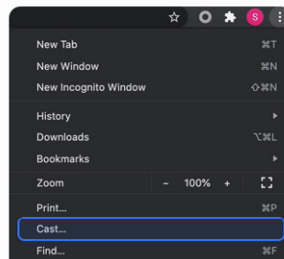 S
New Tab ⌘T
New Window ⌘N
New Incognito Window ⇧⌘N
History
Downloads ⌥⌘L
Bookmarks
Zoom - 100% +
Print... ⌘P
Cast...
Find... ⌘F